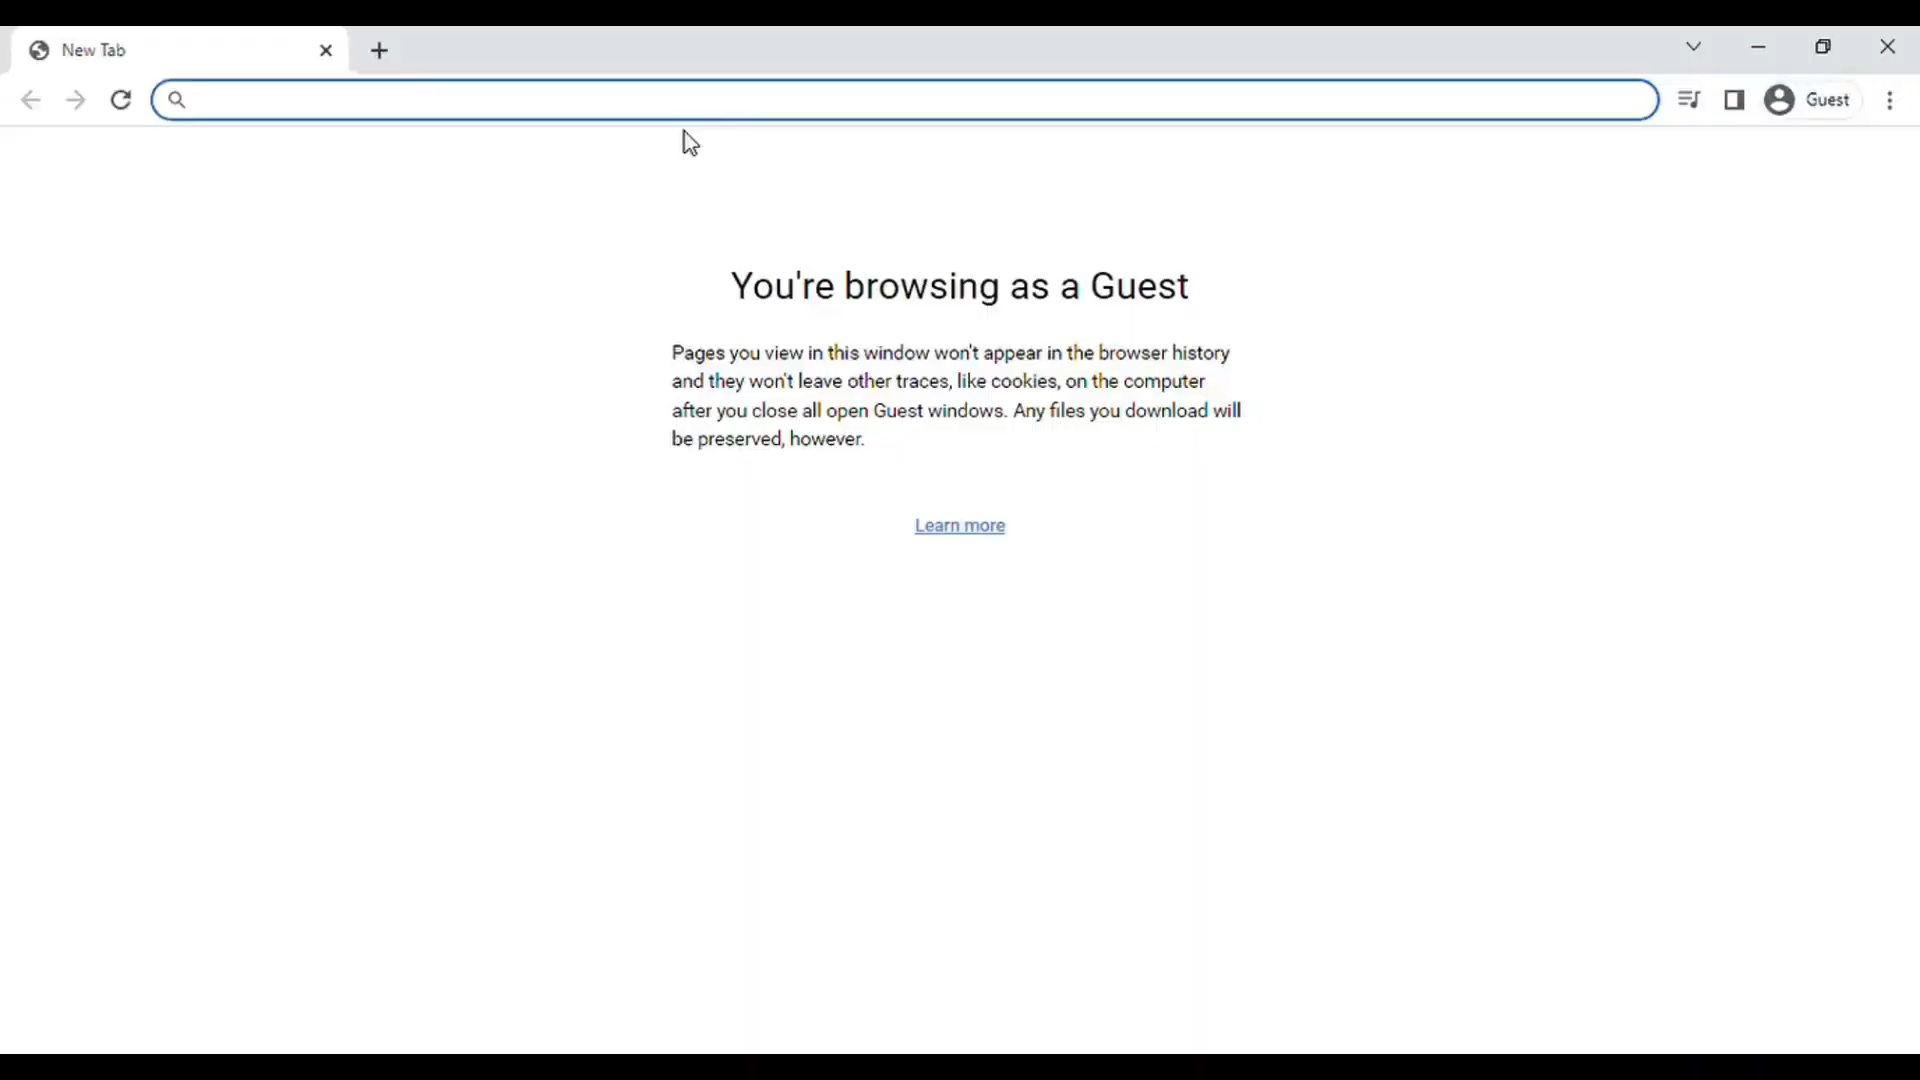 New Tab
Guest
You're browsing as a Guest
Pages you view in this window won't appear in the browser history
and they won't leave other traces, like cookies, on the computer
after you close all open Guest windows. Any files you download will
be preserved, however.
Learn more